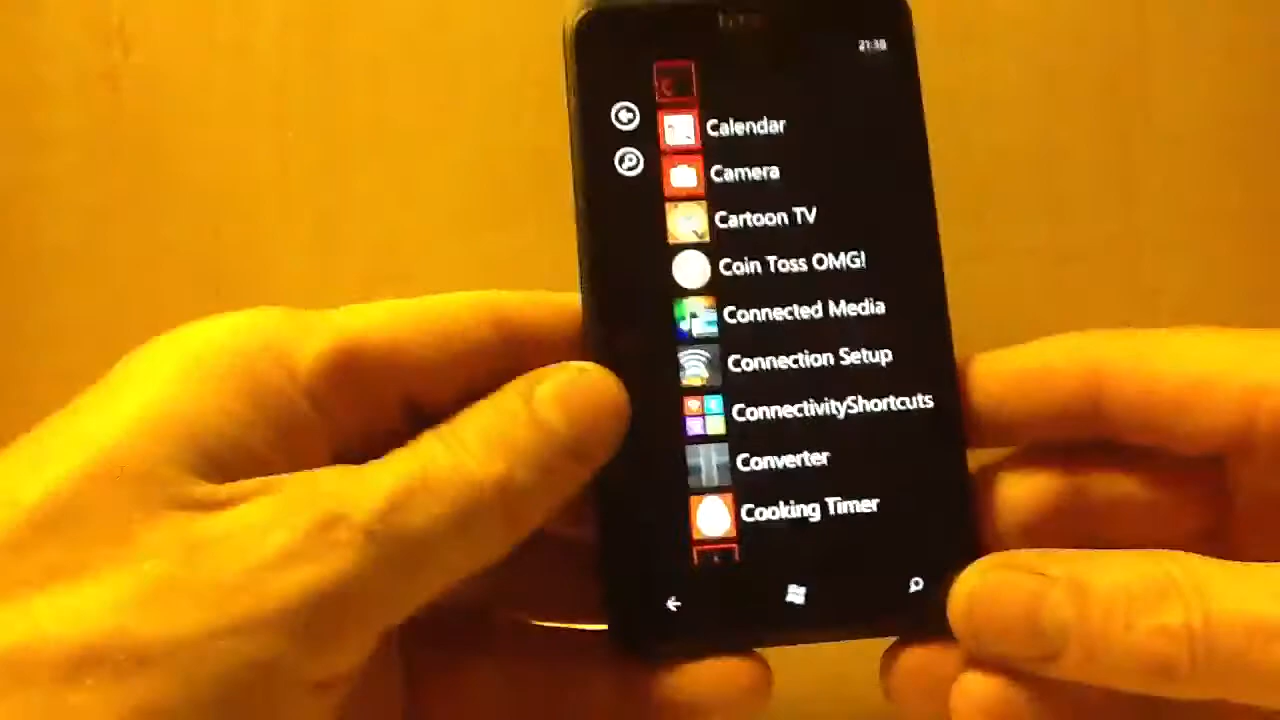 21:38
c
Calendar
Camera
Cartoon TV
Coin Toss OMG!
Connected Media
Connection Setup
ConnectivityShortcuts
Converter
Cooking Timer